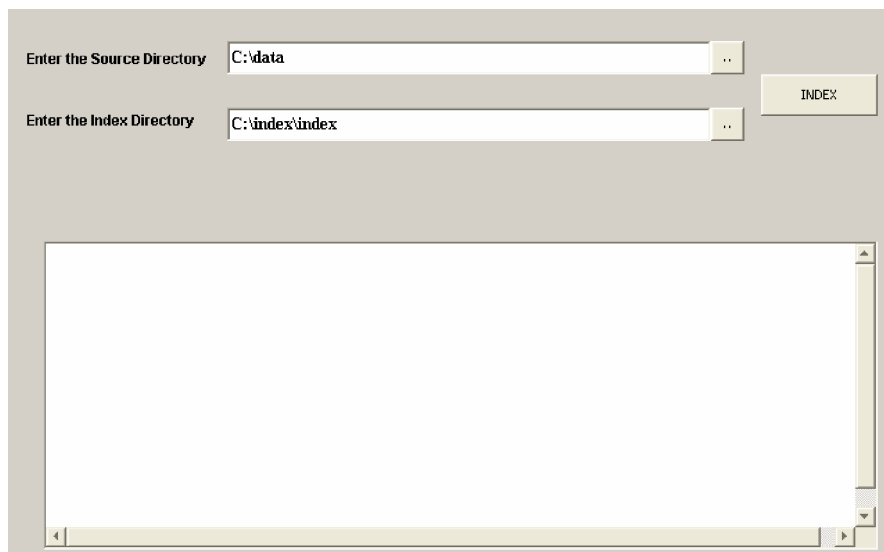 Enter the Source Directory C:\data ..
INDEX
Enter the Index Directory C:\index\index ..